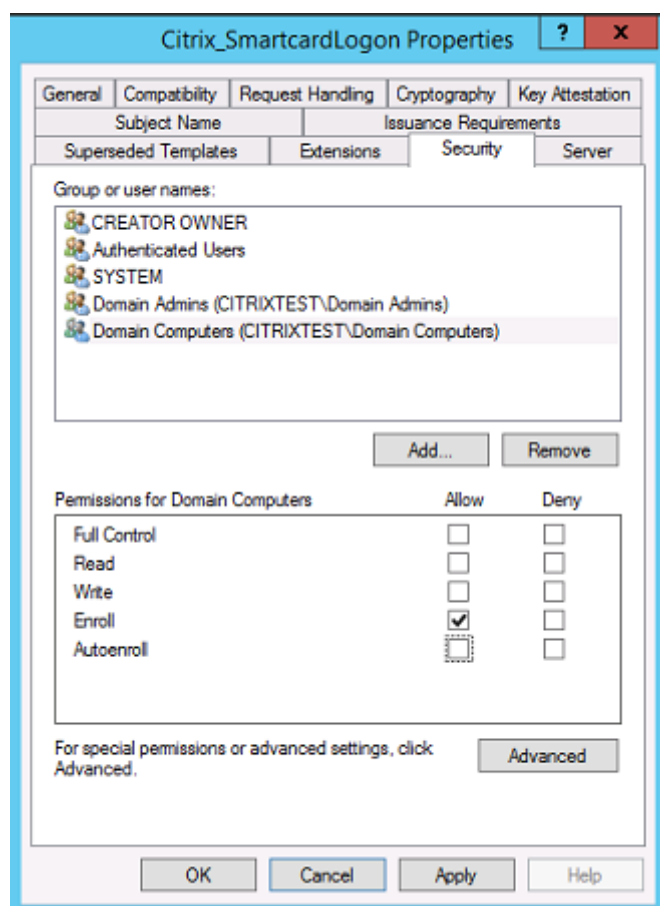 Citrix_SmartcardLogon Properties ? x
General Compatibility Request Handling Cryptography Key Attestation
Subject Name Issuance Requirements
Superseded Templates Extensions Security Server
Group or user names:
CREATOR OWNER
Authenticated Users
SYSTEM
Domain Admins (CITRIXTEST\Domain Admins)
Domain Computers (CITRIXTEST\Domain Computers)
Add... Remove
Permissions for Domain Computers Allow Deny
Full Control
Read
Write
Enroll
Autoenroll
For special permissions or advanced settings, click
Advanced.
Advanced
OK Cancel Apply Help